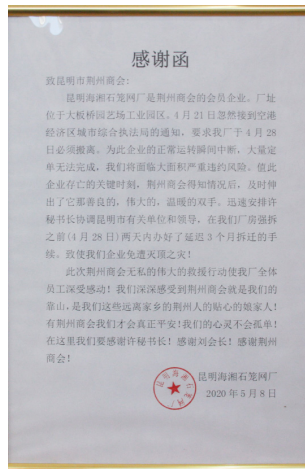 感谢函
致昆明市荆州商会:
昆明海湘石笼网厂是荆州商会的会员企业。厂址
位于大板桥园艺场工业园区。4月21日忽然接到空港
经济区城市综合执法局的通知，要求我厂于4月28
日必须搬离。为此企业的正常运转瞬间中断，大量定
单无法完成，我们将面临大面积严重违约风险。值此
企业存亡的关键时刻，荆州商会得知情况后，及时伸
出了它那善良的，伟大的，温暖的双手。迅速安排许
秘书长协调昆明市有关单位和领导，在我们厂房强拆
之前(4月28日)两天内办好了延迟3个月拆迁的手
续。致使我们企业免遭灭顶之灾！
此次荆州商会无私的伟大的救援行动使我厂全体
员工深受感动！我们深深感受到荆州商会就是我们的
靠山，是我们这些远离家乡的荆州人的贴心的娘家人！
有荆州商会我们才会真正平安！我们的心灵不会孤单！
在这里我们要感谢许秘书长！感谢刘会长！感谢荆州
商会！
昆明海湘石笼网厂
2020年5月8日
昆明海湘石笼网厂